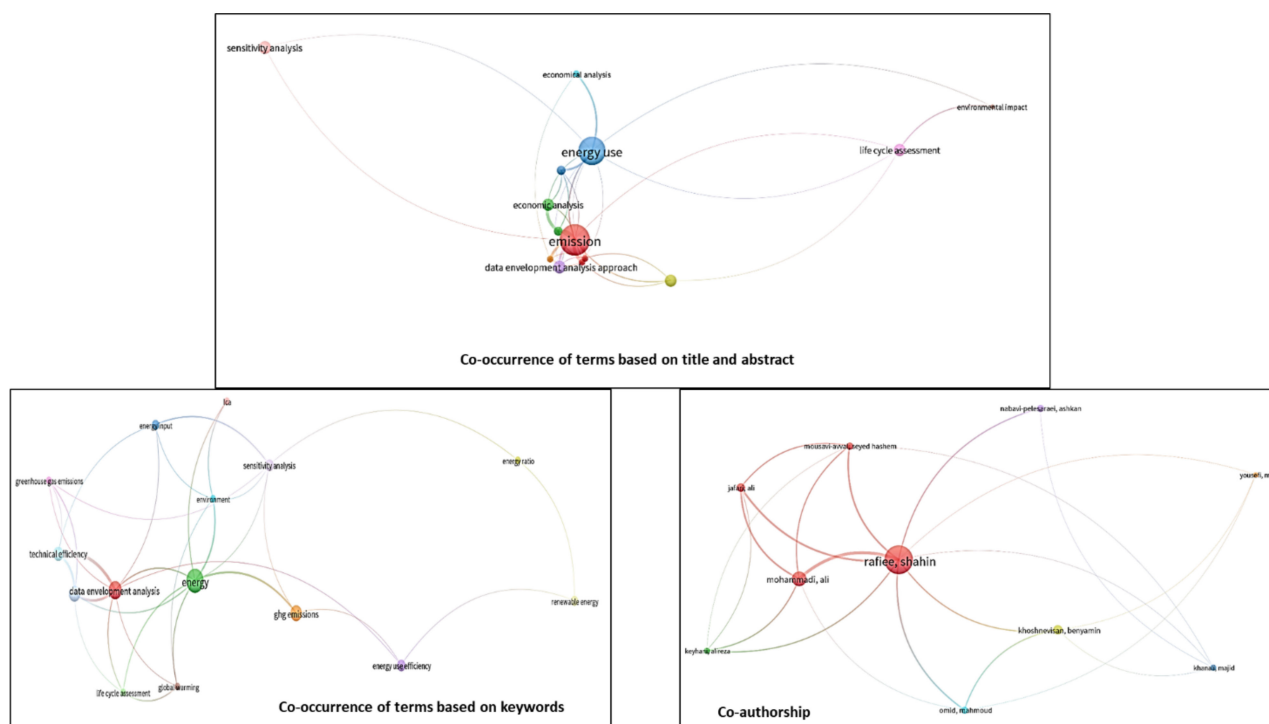 sensitivity analysis
economical analysis
environmental impact
energy use
life cycle assessment
economic analysis
emission
data envelopment analysis approach
Co-occurrence of terms based on title and abstract
lca
energy input
sensitivity analysis
energy ratio
greenhouse gas emissions
environment
technical efficiency
energy
data envelopment analysis
renewable energy
ghg emissions
energy use efficiency
global warming
life cycle assessment
Co-occurrence of terms based on keywords
nabavi-pelesaraei, ashkan
mousavi-avval, seyed hashem
jafari, ali
rafiee, shahin
mohammadi, ali
khoshnevisan, benyamin
keyhani, alireza
majid
omid, mahmoud
Co-authorship